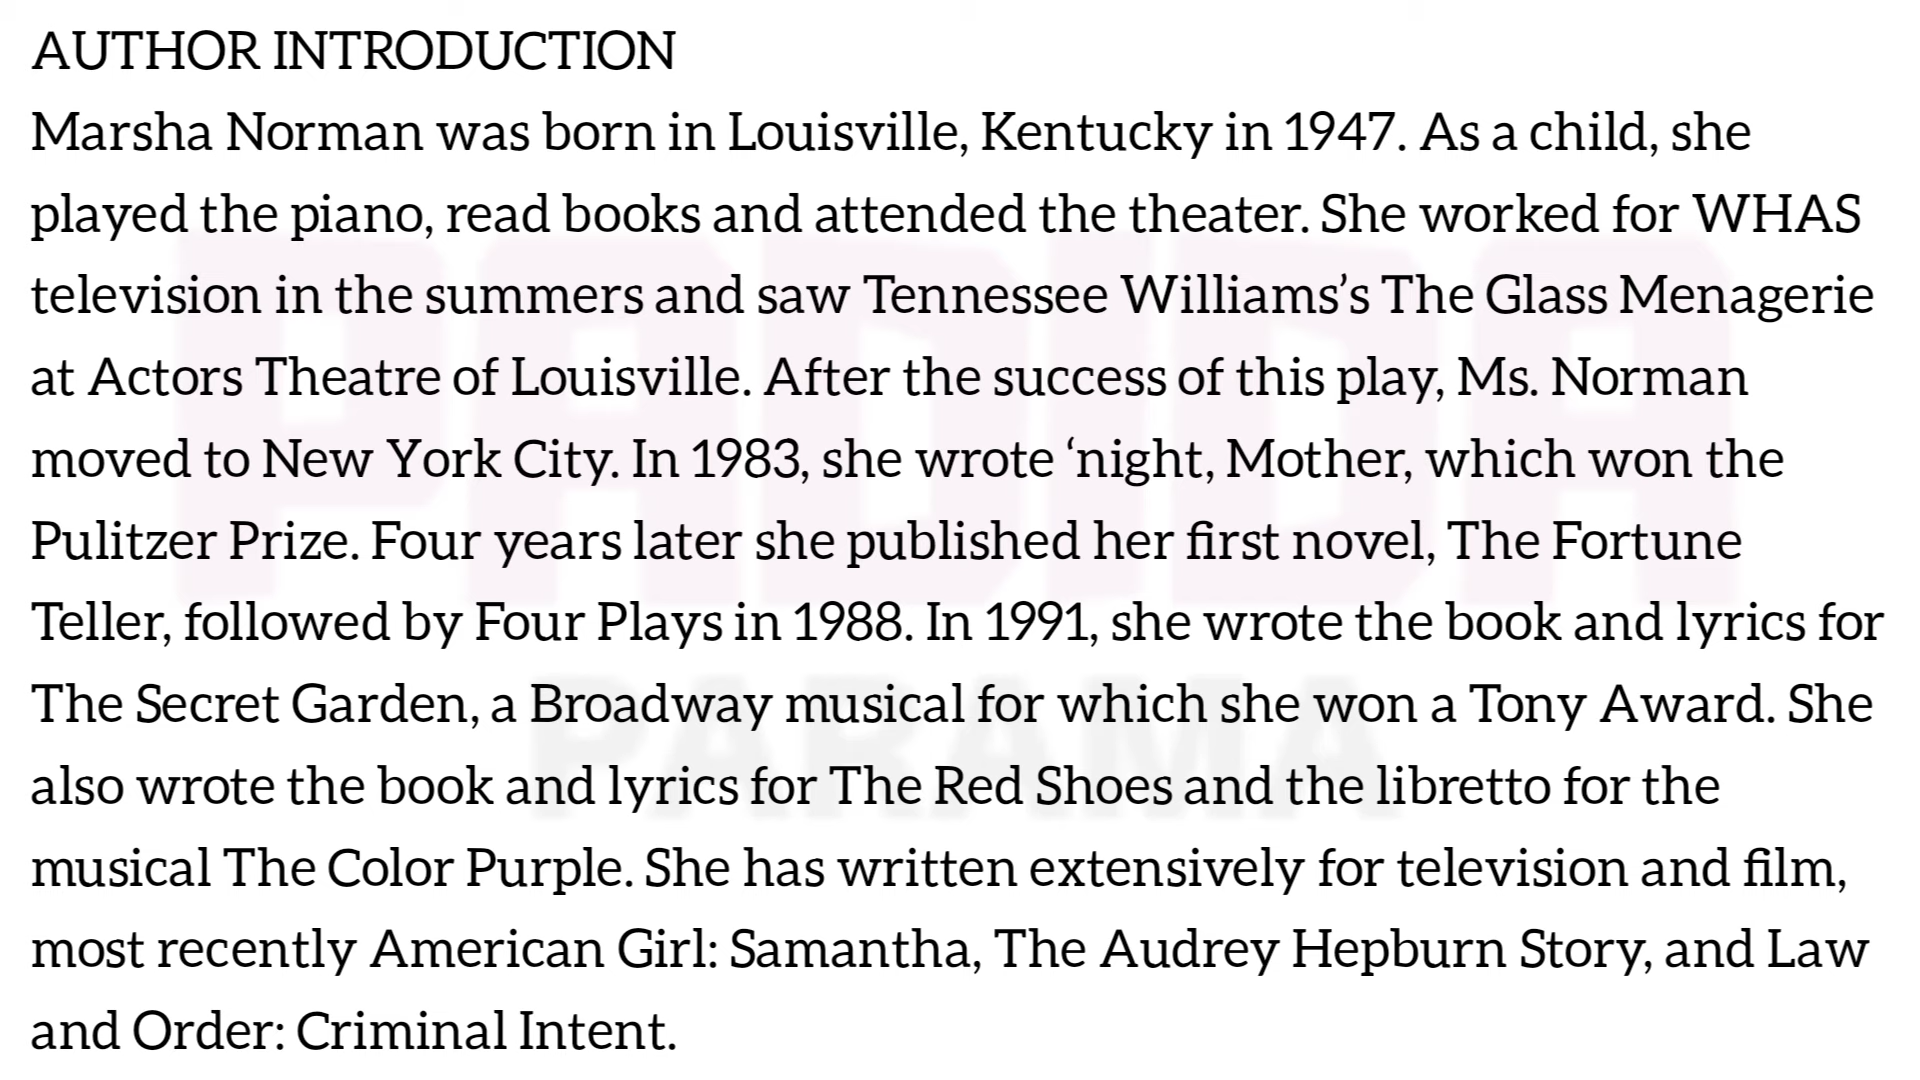 AUTHOR INTRODUCTION
Marsha Norman was born in Louisville, Kentucky in 1947. As a child, she
played the piano, read books and attended the theater. She worked for WHAS
television in the summers and saw Tennessee Williams’s The Glass Menagerie
at Actors Theatre of Louisville. After the success of this play, Ms. Norman
moved to New York City. In 1983, she wrote ‘night, Mother, which won the
Pulitzer Prize. Four years later she published her first novel, The Fortune
Teller, followed by Four Plays in 1988. In 1991, she wrote the book and lyrics for
The Secret Garden, a Broadway musical for which she won a Tony Award. She
also wrote the book and lyrics for The Red Shoes and the libretto for the
musical The Color Purple. She has written extensively for television and film,
most recently American Girl: Samantha, The Audrey Hepburn Story, and Law
and Order: Criminal Intent.
PADIDA
PARAMA